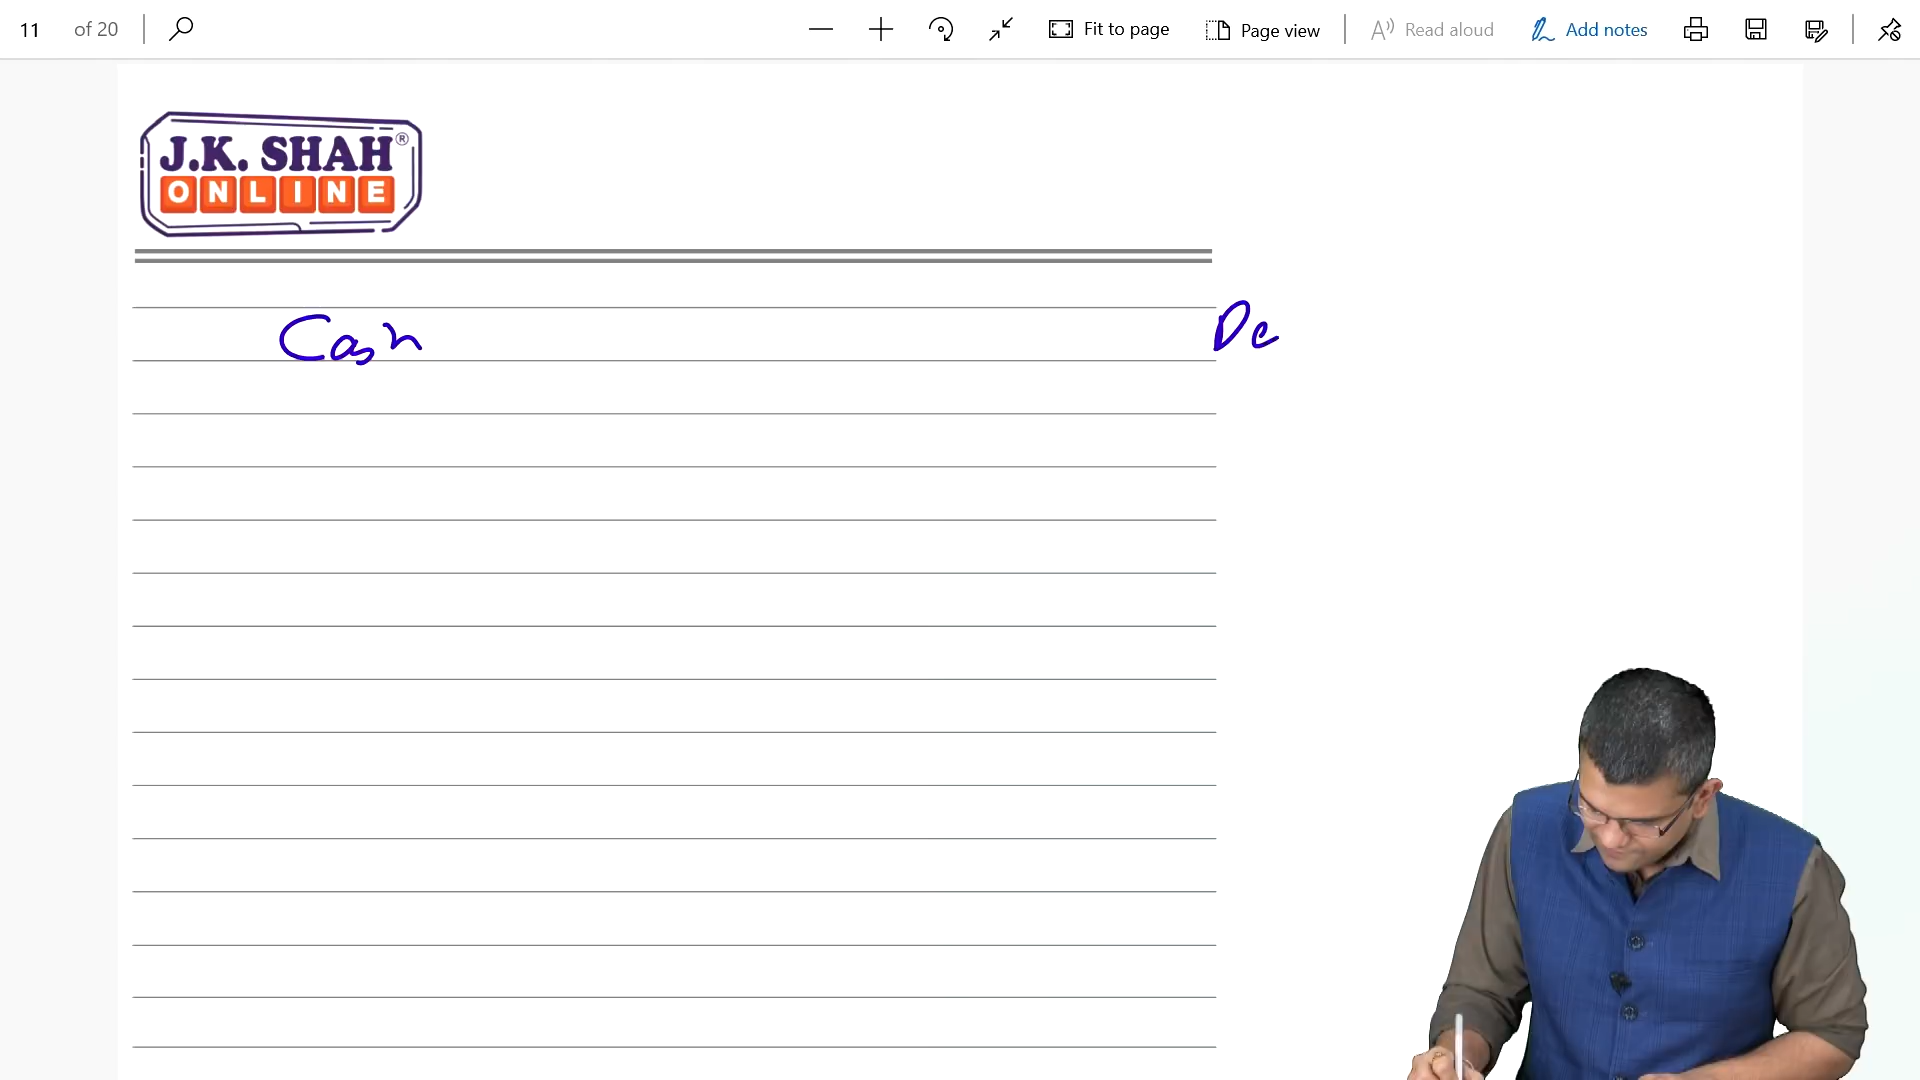 11 of 20 Fit to page Page view Read aloud Add notes
J.K. SHAH®
ONLINE
Cash De